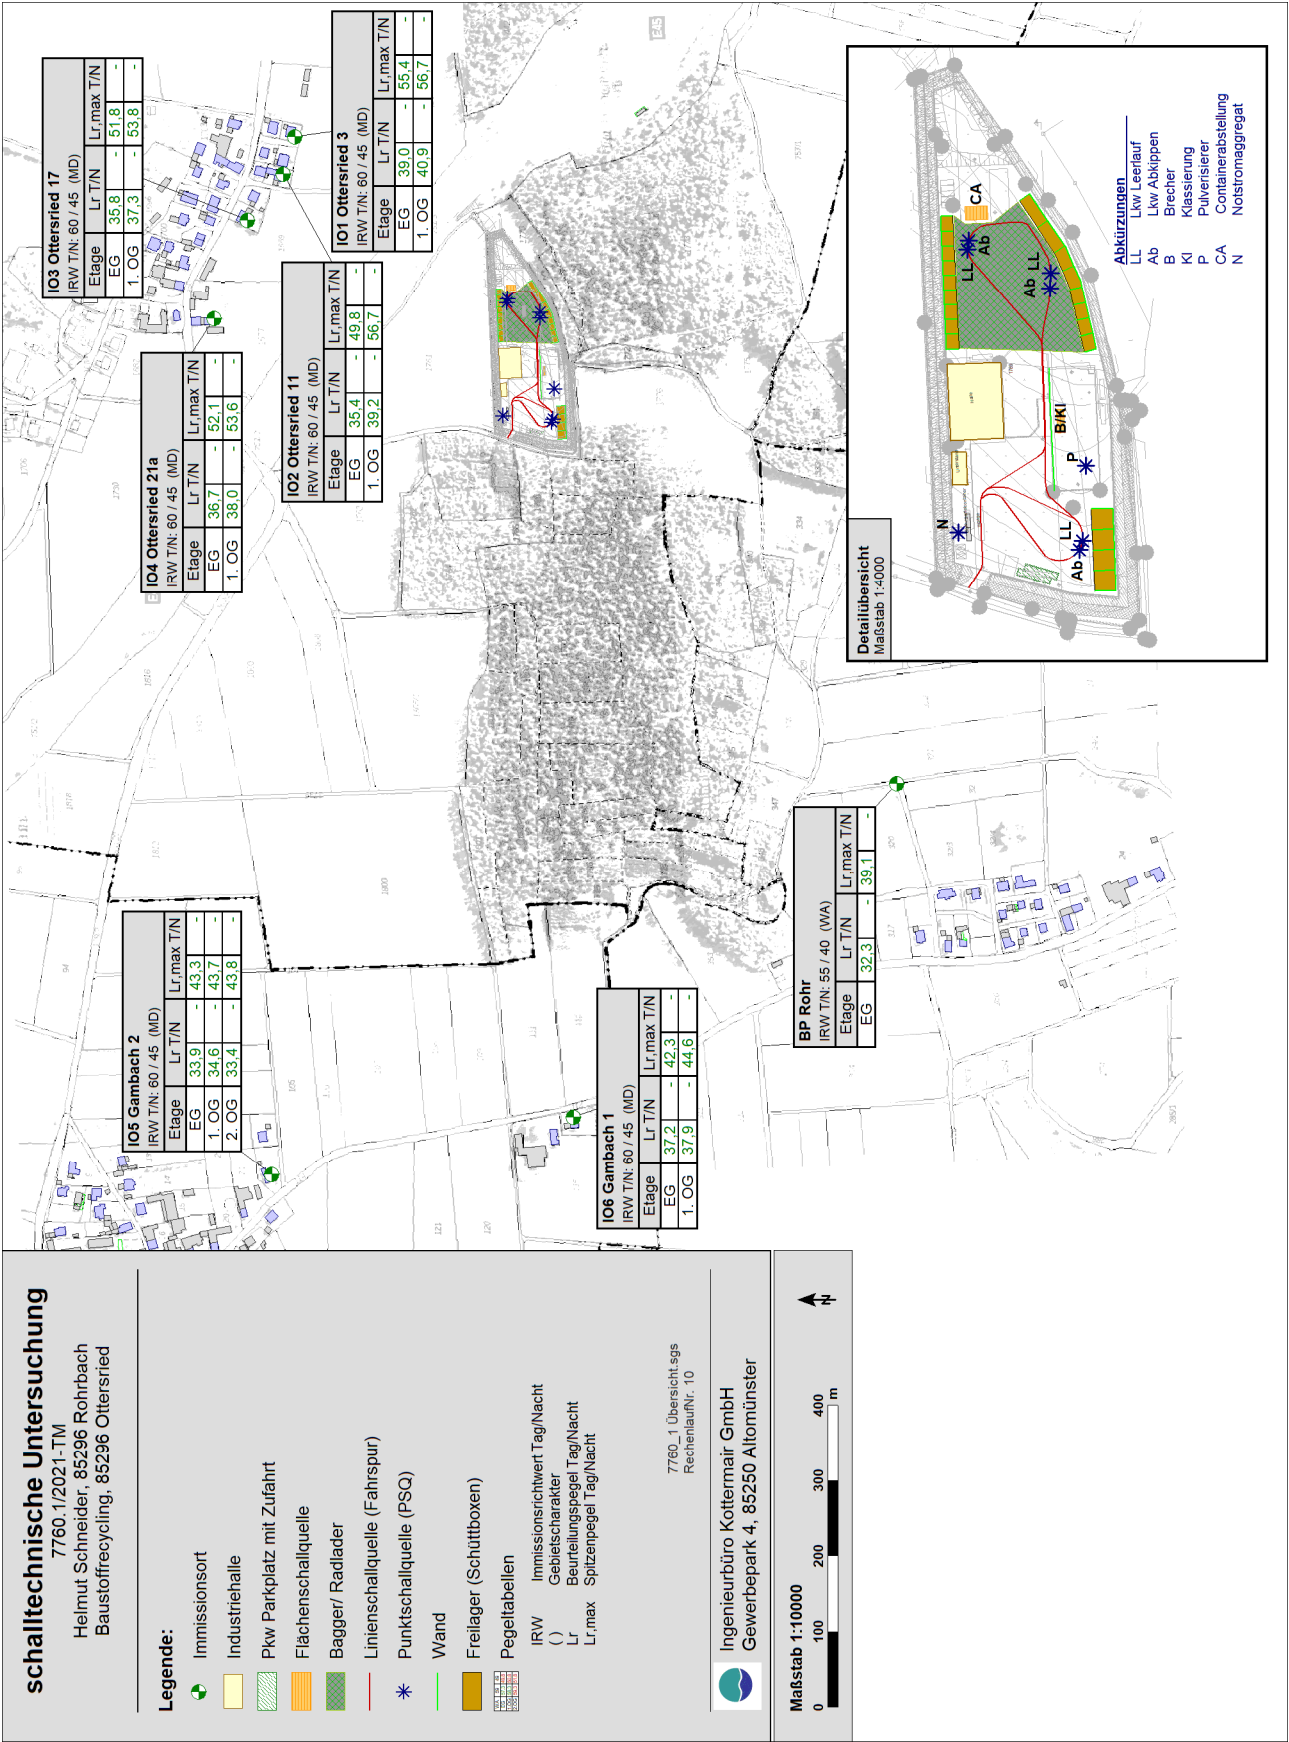 schalltechnische Untersuchung
7760.1/2021-TM
Helmut Schneider, 85296 Rohrbach
Baustoffrecycling, 85296 Ottersried
Legende:
Immissionsort
Industriehalle
Pkw Parkplatz mit Zufahrt
Flächenschallquelle
Bagger/ Radlader
Linienschallquelle (Fahrspur)
Punktschallquelle (PSQ)
Wand
Freilager (Schüttboxen)
Pegeltabellen
IRW Immissionsrichtwert Tag/Nacht
( ) Gebietscharakter
Lr Beurteilungspegel Tag/Nacht
Lr,max Spitzenpegel Tag/Nacht
7760_1 Übersicht.sgs
RechenlaufNr. 10
Ingenieurbüro Kottermair GmbH
Gewerbepark 4, 85250 Altomünster
Maßstab 1:10000
0 100 200 300 400
m
N
IO5 Gambach 2
IRW T/N: 60 / 45 (MD)
Etage Lr T/N Lr,max T/N
EG 33,9 - 43,3 -
1. OG 34,6 - 43,7 -
2. OG 33,4 - 43,8 -
IO6 Gambach 1
IRW T/N: 60 / 45 (MD)
Etage Lr T/N Lr,max T/N
EG 37,2 - 42,3 -
1. OG 37,9 - 44,6 -
BP Rohr
IRW T/N: 55 / 40 (WA)
Etage Lr T/N Lr,max T/N
EG 32,3 - 39,1 -
IO4 Ottersried 21a
IRW T/N: 60 / 45 (MD)
Etage Lr T/N Lr,max T/N
EG 36,7 - 52,1 -
1. OG 38,0 - 53,6 -
IO2 Ottersried 11
IRW T/N: 60 / 45 (MD)
Etage Lr T/N Lr,max T/N
EG 35,4 - 49,8 -
1. OG 39,2 - 56,7 -
IO3 Ottersried 17
IRW T/N: 60 / 45 (MD)
Etage Lr T/N Lr,max T/N
EG 35,8 - 51,8 -
1. OG 37,3 - 53,8 -
IO1 Ottersried 3
IRW T/N: 60 / 45 (MD)
Etage Lr T/N Lr,max T/N
EG 39,0 - 55,4 -
1. OG 40,9 - 56,7 -
Detailübersicht
Maßstab 1:4000
N
CA
LL
Ab
Ab LL
B/Kl
P
LL
Ab
Abkürzungen
LL Lkw Leerlauf
Ab Lkw Abkippen
B Brecher
Kl Klassierung
P Pulverisierer
CA Containerabstellung
N Notstromaggregat